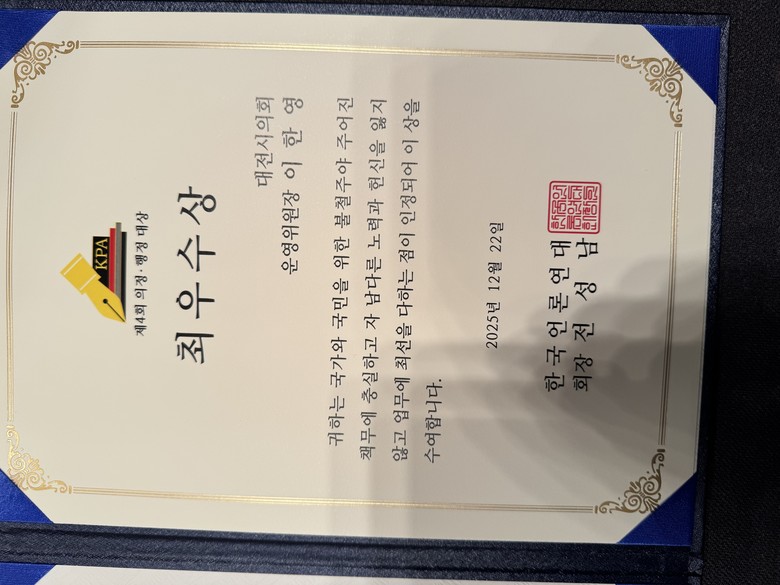 KPA
제4회 의정·행정 대상
최우수상
대전시의회
운영위원장 이 한 영
귀하는 국가와 국민을 위한 불철주야 주어진
책무에 충실하고 자 남다른 노력과 헌신을 잃지
않고 업무에 최선을 다하는 점이 인정되어 이 상을
수여합니다.
2025년 12월 22일
한국언론연대
회장 전 성 남